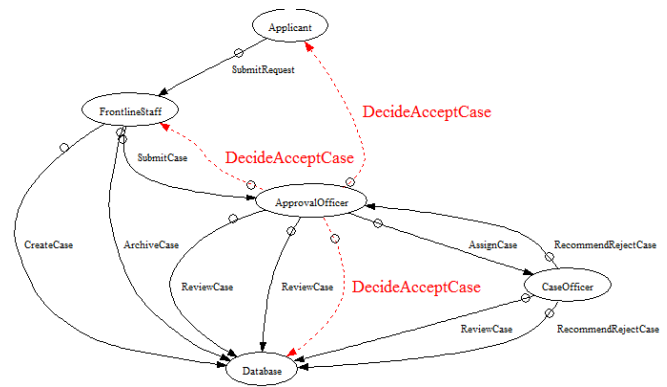 Applicant
SubmitRequest
FrontlineStaff
DecideAcceptCase
DecideAcceptCase
SubmitCase
ApprovalOfficer
CreateCase
ArchiveCase
AssignCase
RecommendRejectCase
ReviewCase
ReviewCase
DecideAcceptCase
CaseOfficer
ReviewCase
RecommendRejectCase
Database